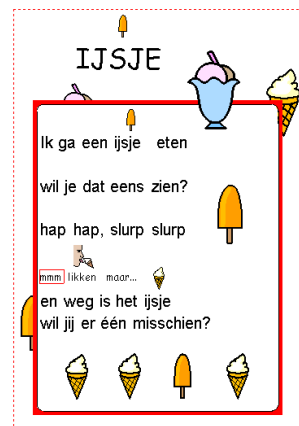 IJSJE
Ik ga een ijsje eten
wil je dat eens zien?
hap hap, slurp slurp
mmm likken maar...
en weg is het ijsje
wil jij er één misschien?